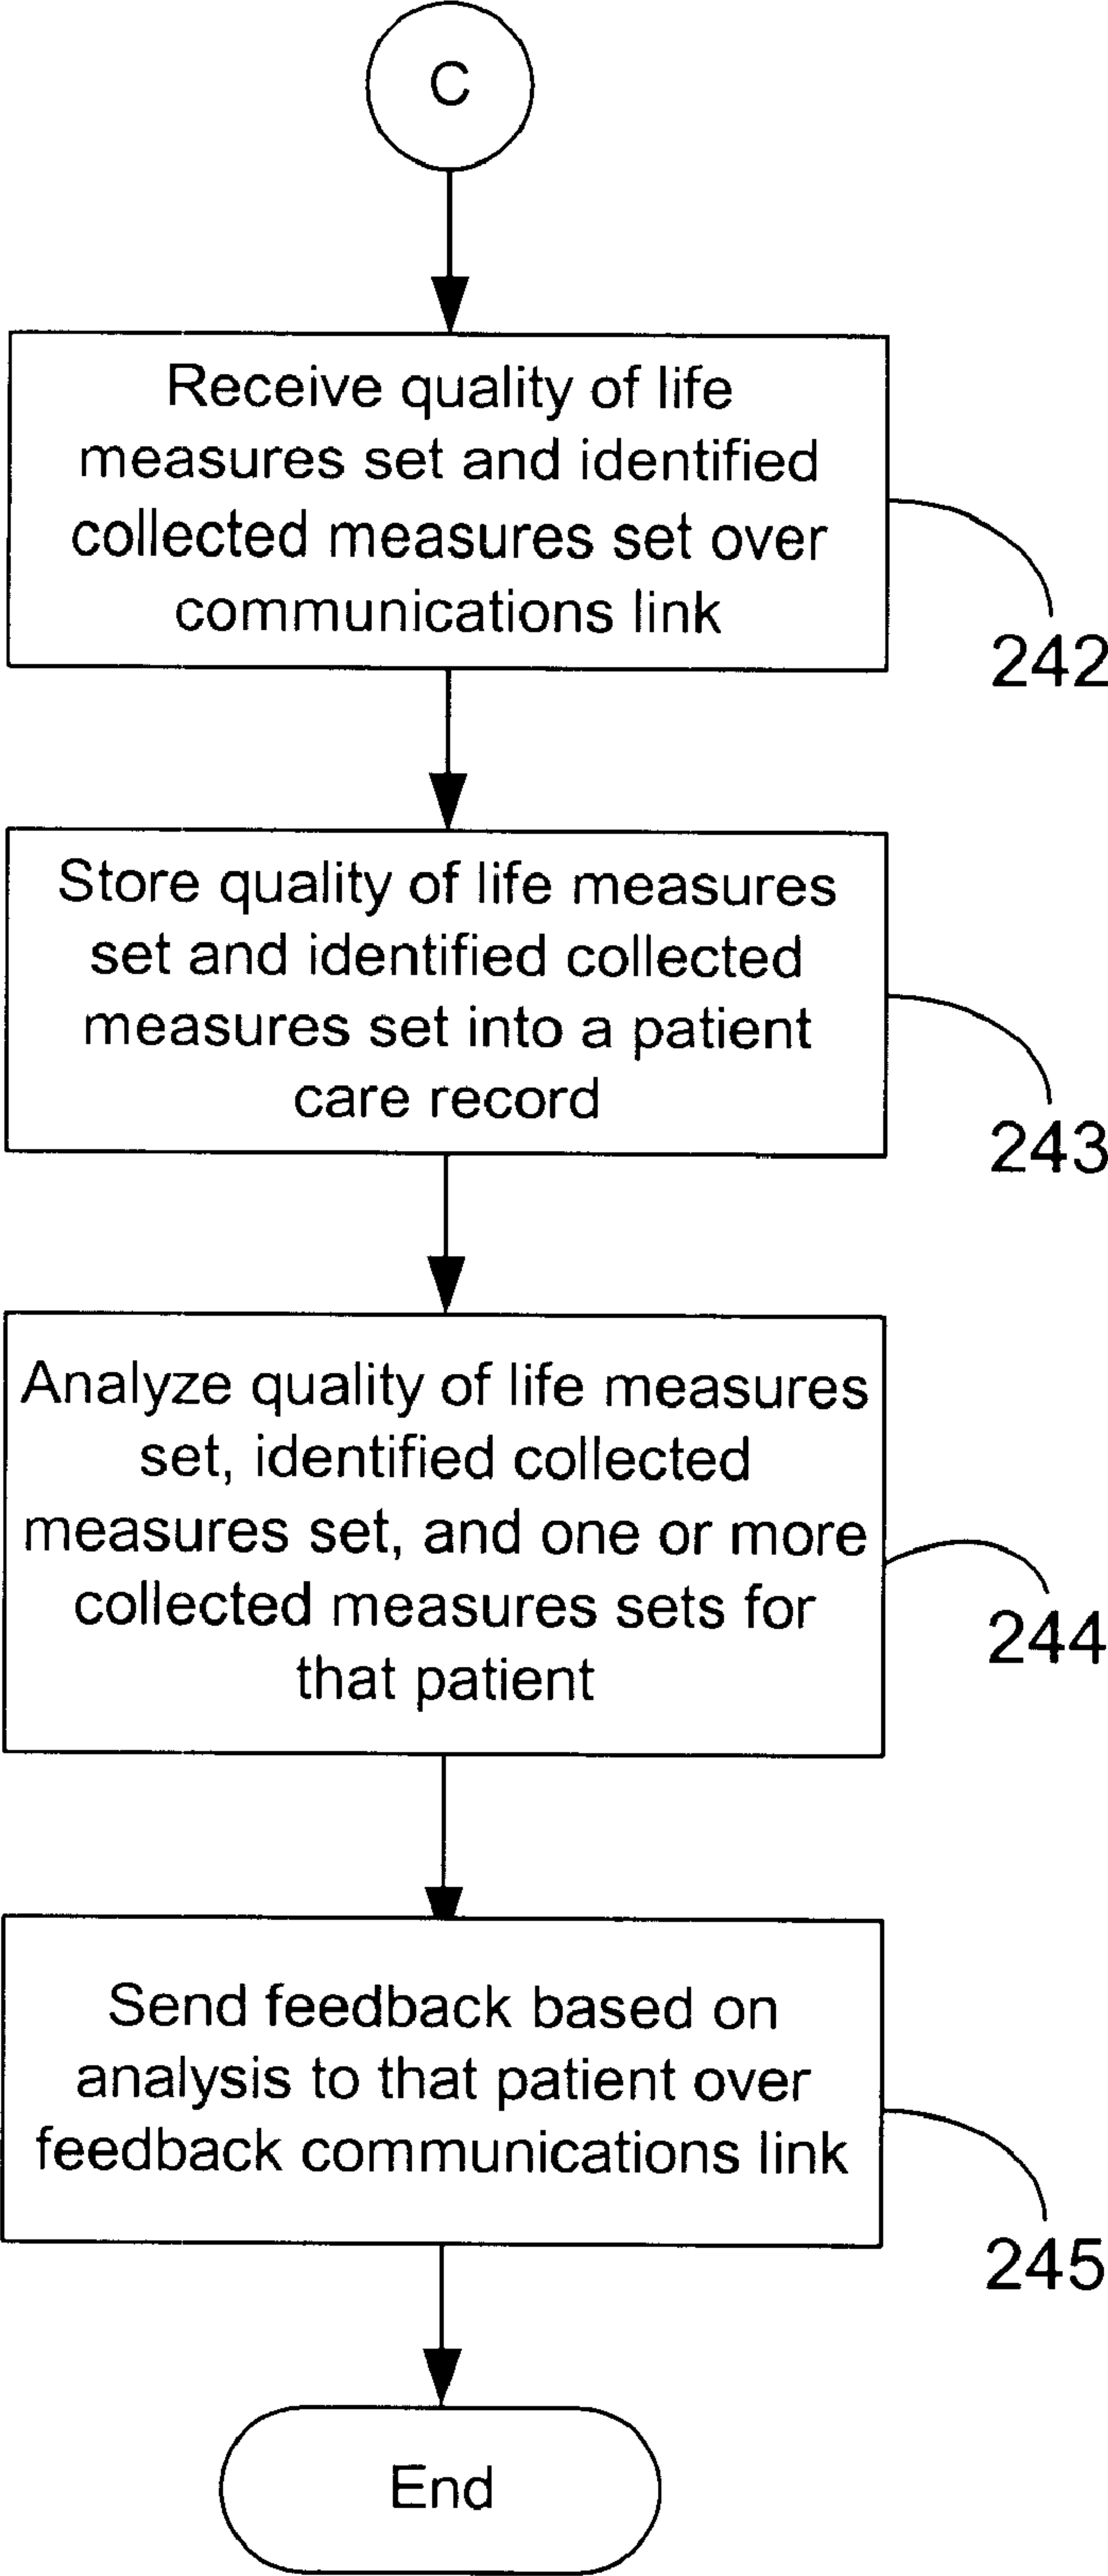 C
Receive quality of life
measures set and identified
collected measures set over
communications link
242
Store quality of life measures
set and identified collected
measures set into a patient
care record
243
Analyze quality of life measures
set, identified collected
measures set, and one or more
collected measures sets for
that patient
244
Send feedback based on
analysis to that patient over
feedback communications link
245
End